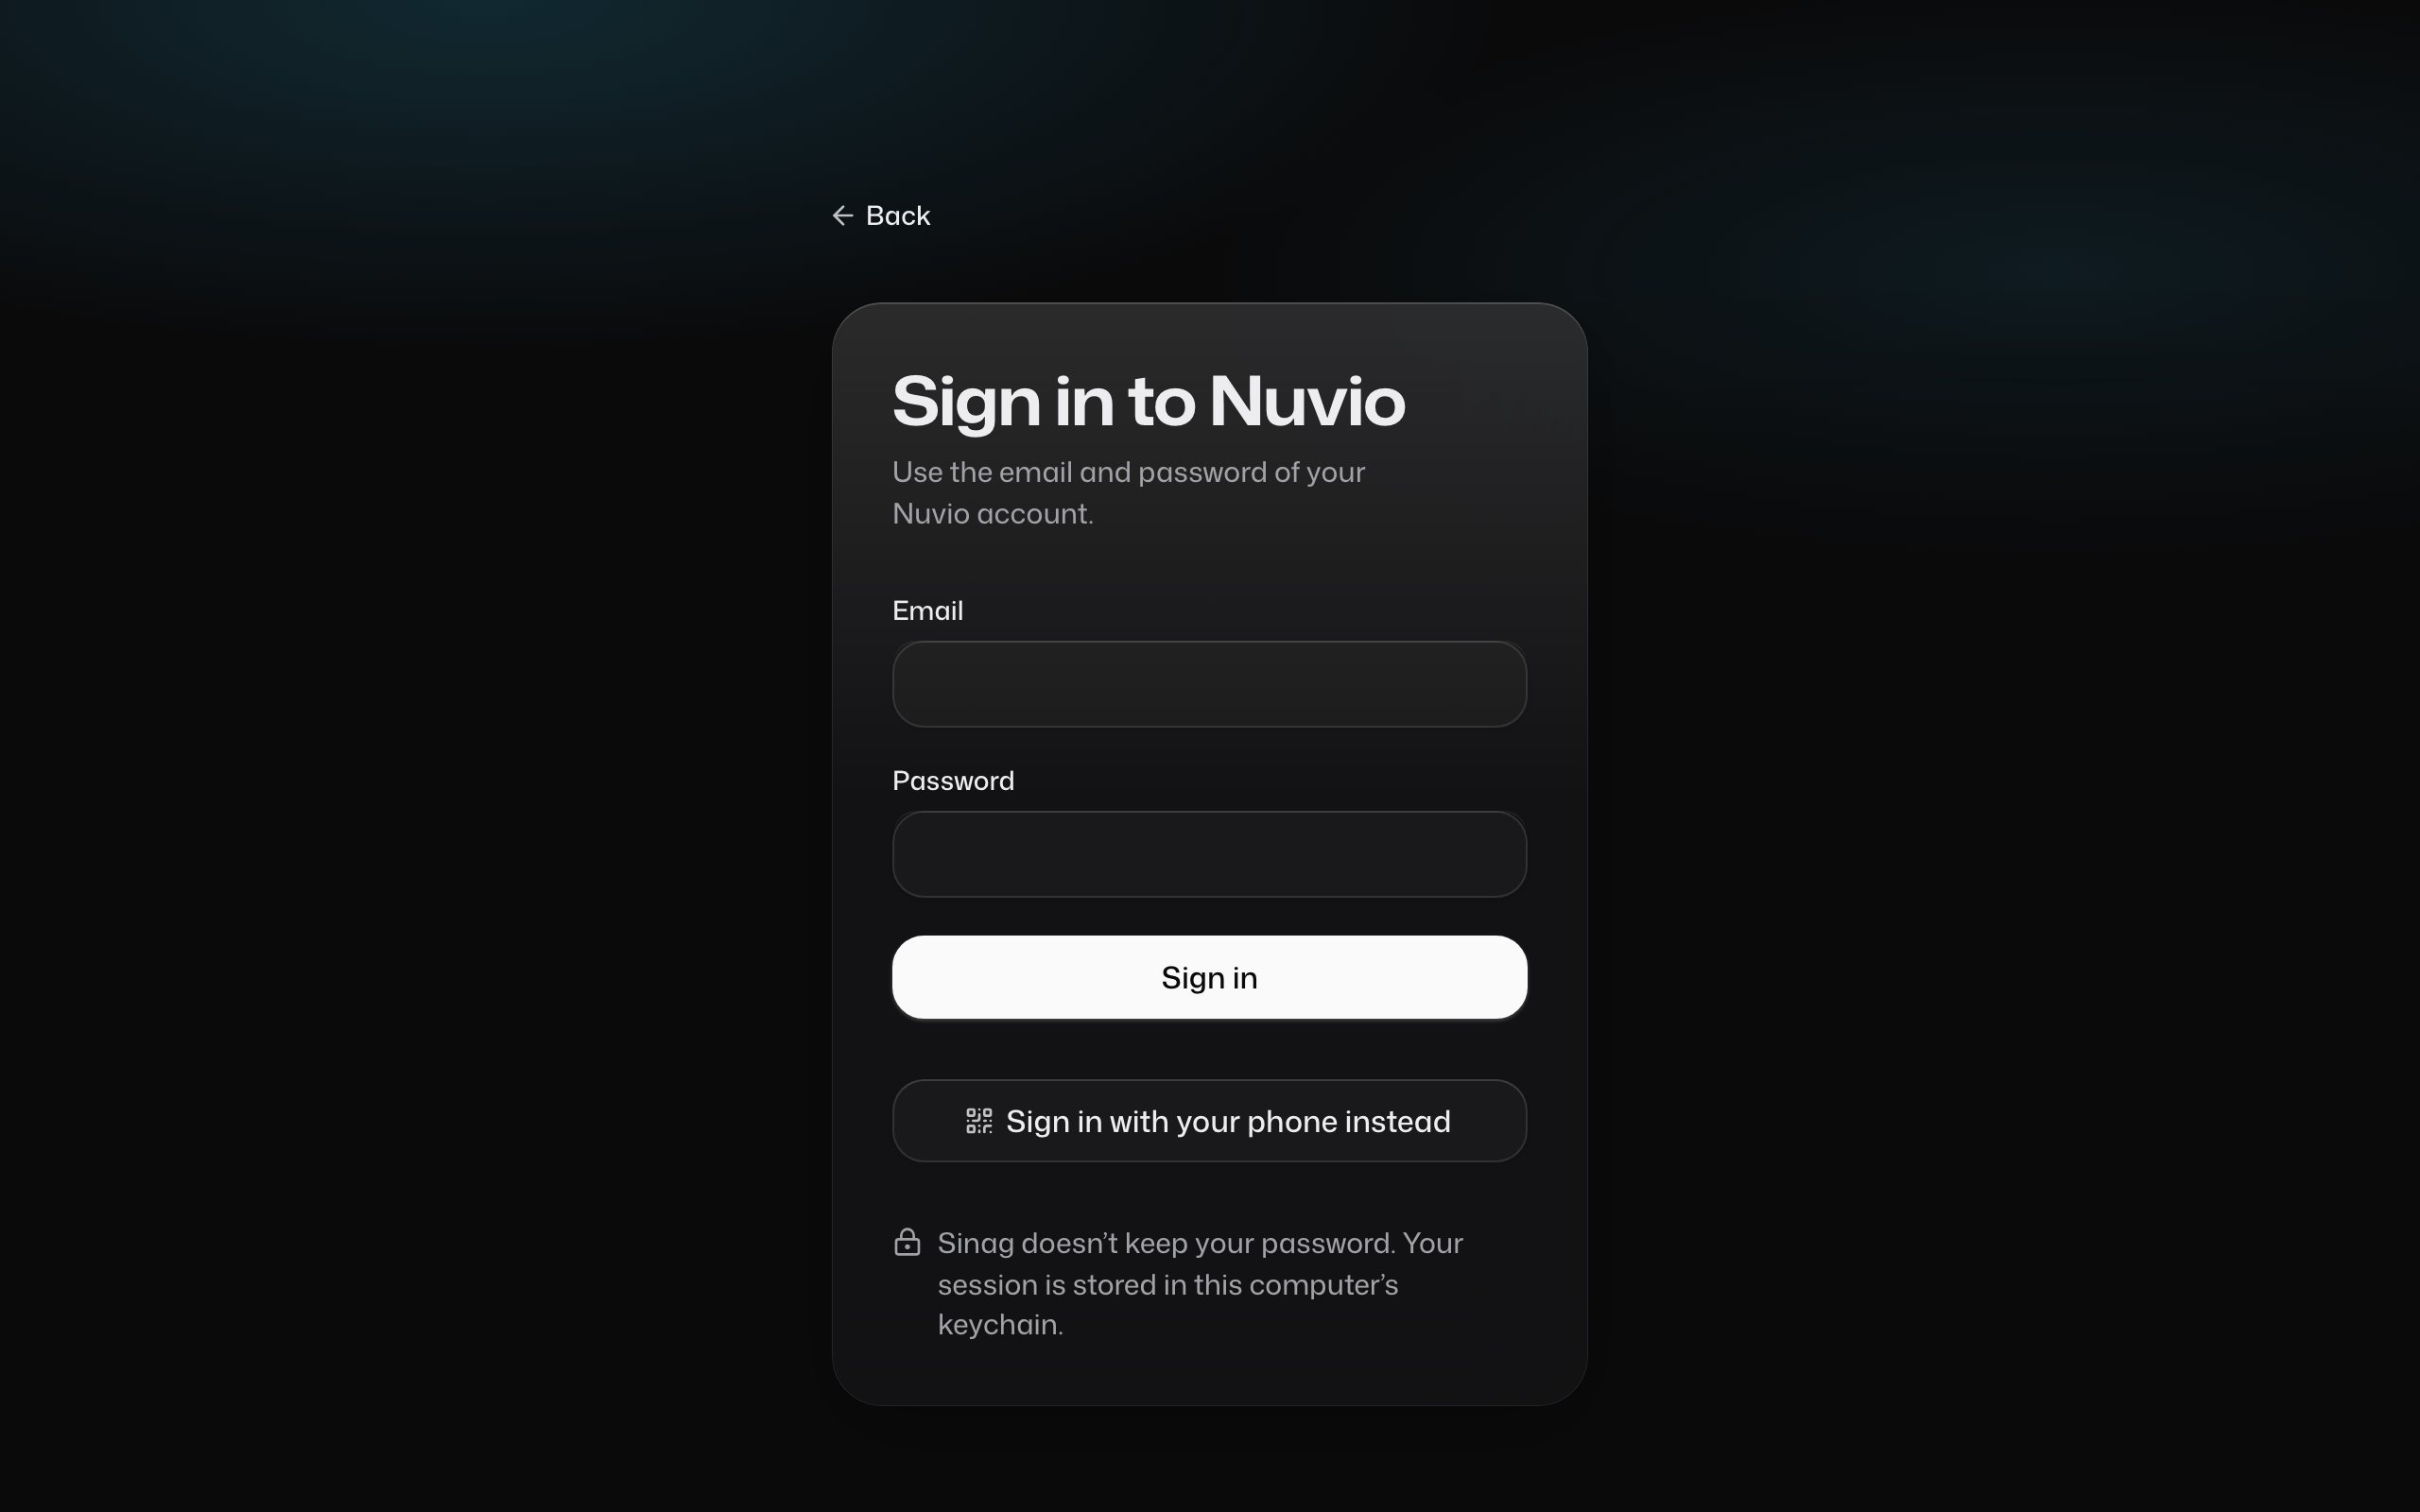 Back
Sign in to Nuvio
Use the email and password of your
Nuvio account.
Email
Password
Sign in
Sign in with your phone instead
Sinag doesn’t keep your password. Your
session is stored in this computer’s
keychain.